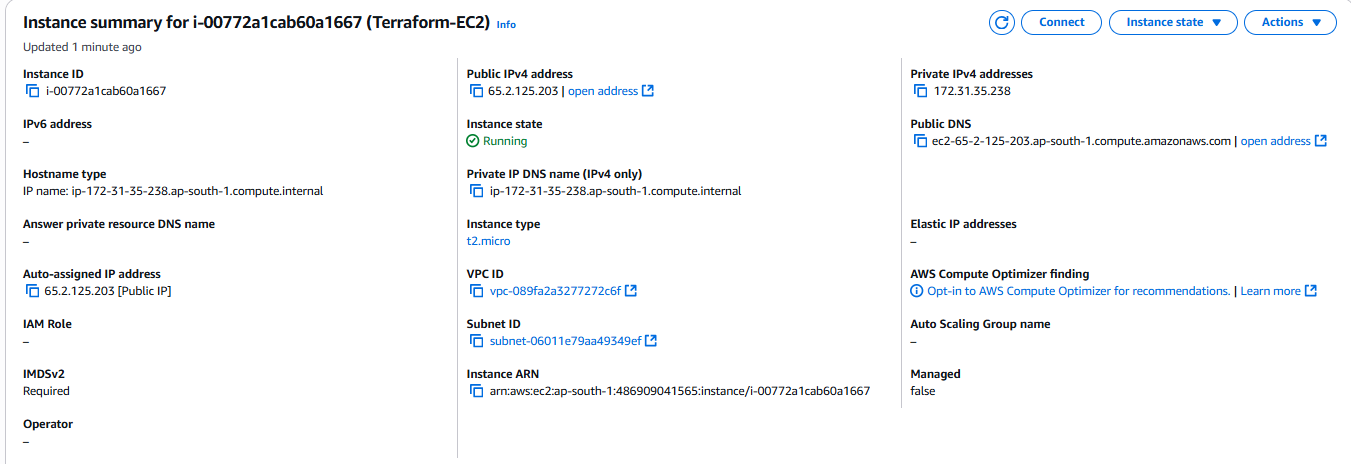 Instance summary for i-00772a1cab60a1667 (Terraform-EC2) Info
Connect
Instance state
Actions
Updated 1 minute ago
Instance ID
i-00772a1cab60a1667
Public IPv4 address
65.2.125.203 | open address
Private IPv4 addresses
172.31.35.238
IPv6 address
–
Instance state
Running
Public DNS
ec2-65-2-125-203.ap-south-1.compute.amazonaws.com | open address
Hostname type
IP name: ip-172-31-35-238.ap-south-1.compute.internal
Private IP DNS name (IPv4 only)
ip-172-31-35-238.ap-south-1.compute.internal
Answer private resource DNS name
–
Instance type
t2.micro
Elastic IP addresses
–
Auto-assigned IP address
65.2.125.203 [Public IP]
VPC ID
vpc-089fa2a3277272c6f
AWS Compute Optimizer finding
Opt-in to AWS Compute Optimizer for recommendations. | Learn more
IAM Role
–
Subnet ID
subnet-06011e79aa49349ef
Auto Scaling Group name
–
IMDSv2
Required
Instance ARN
arn:aws:ec2:ap-south-1:486909041565:instance/i-00772a1cab60a1667
Managed
false
Operator
–